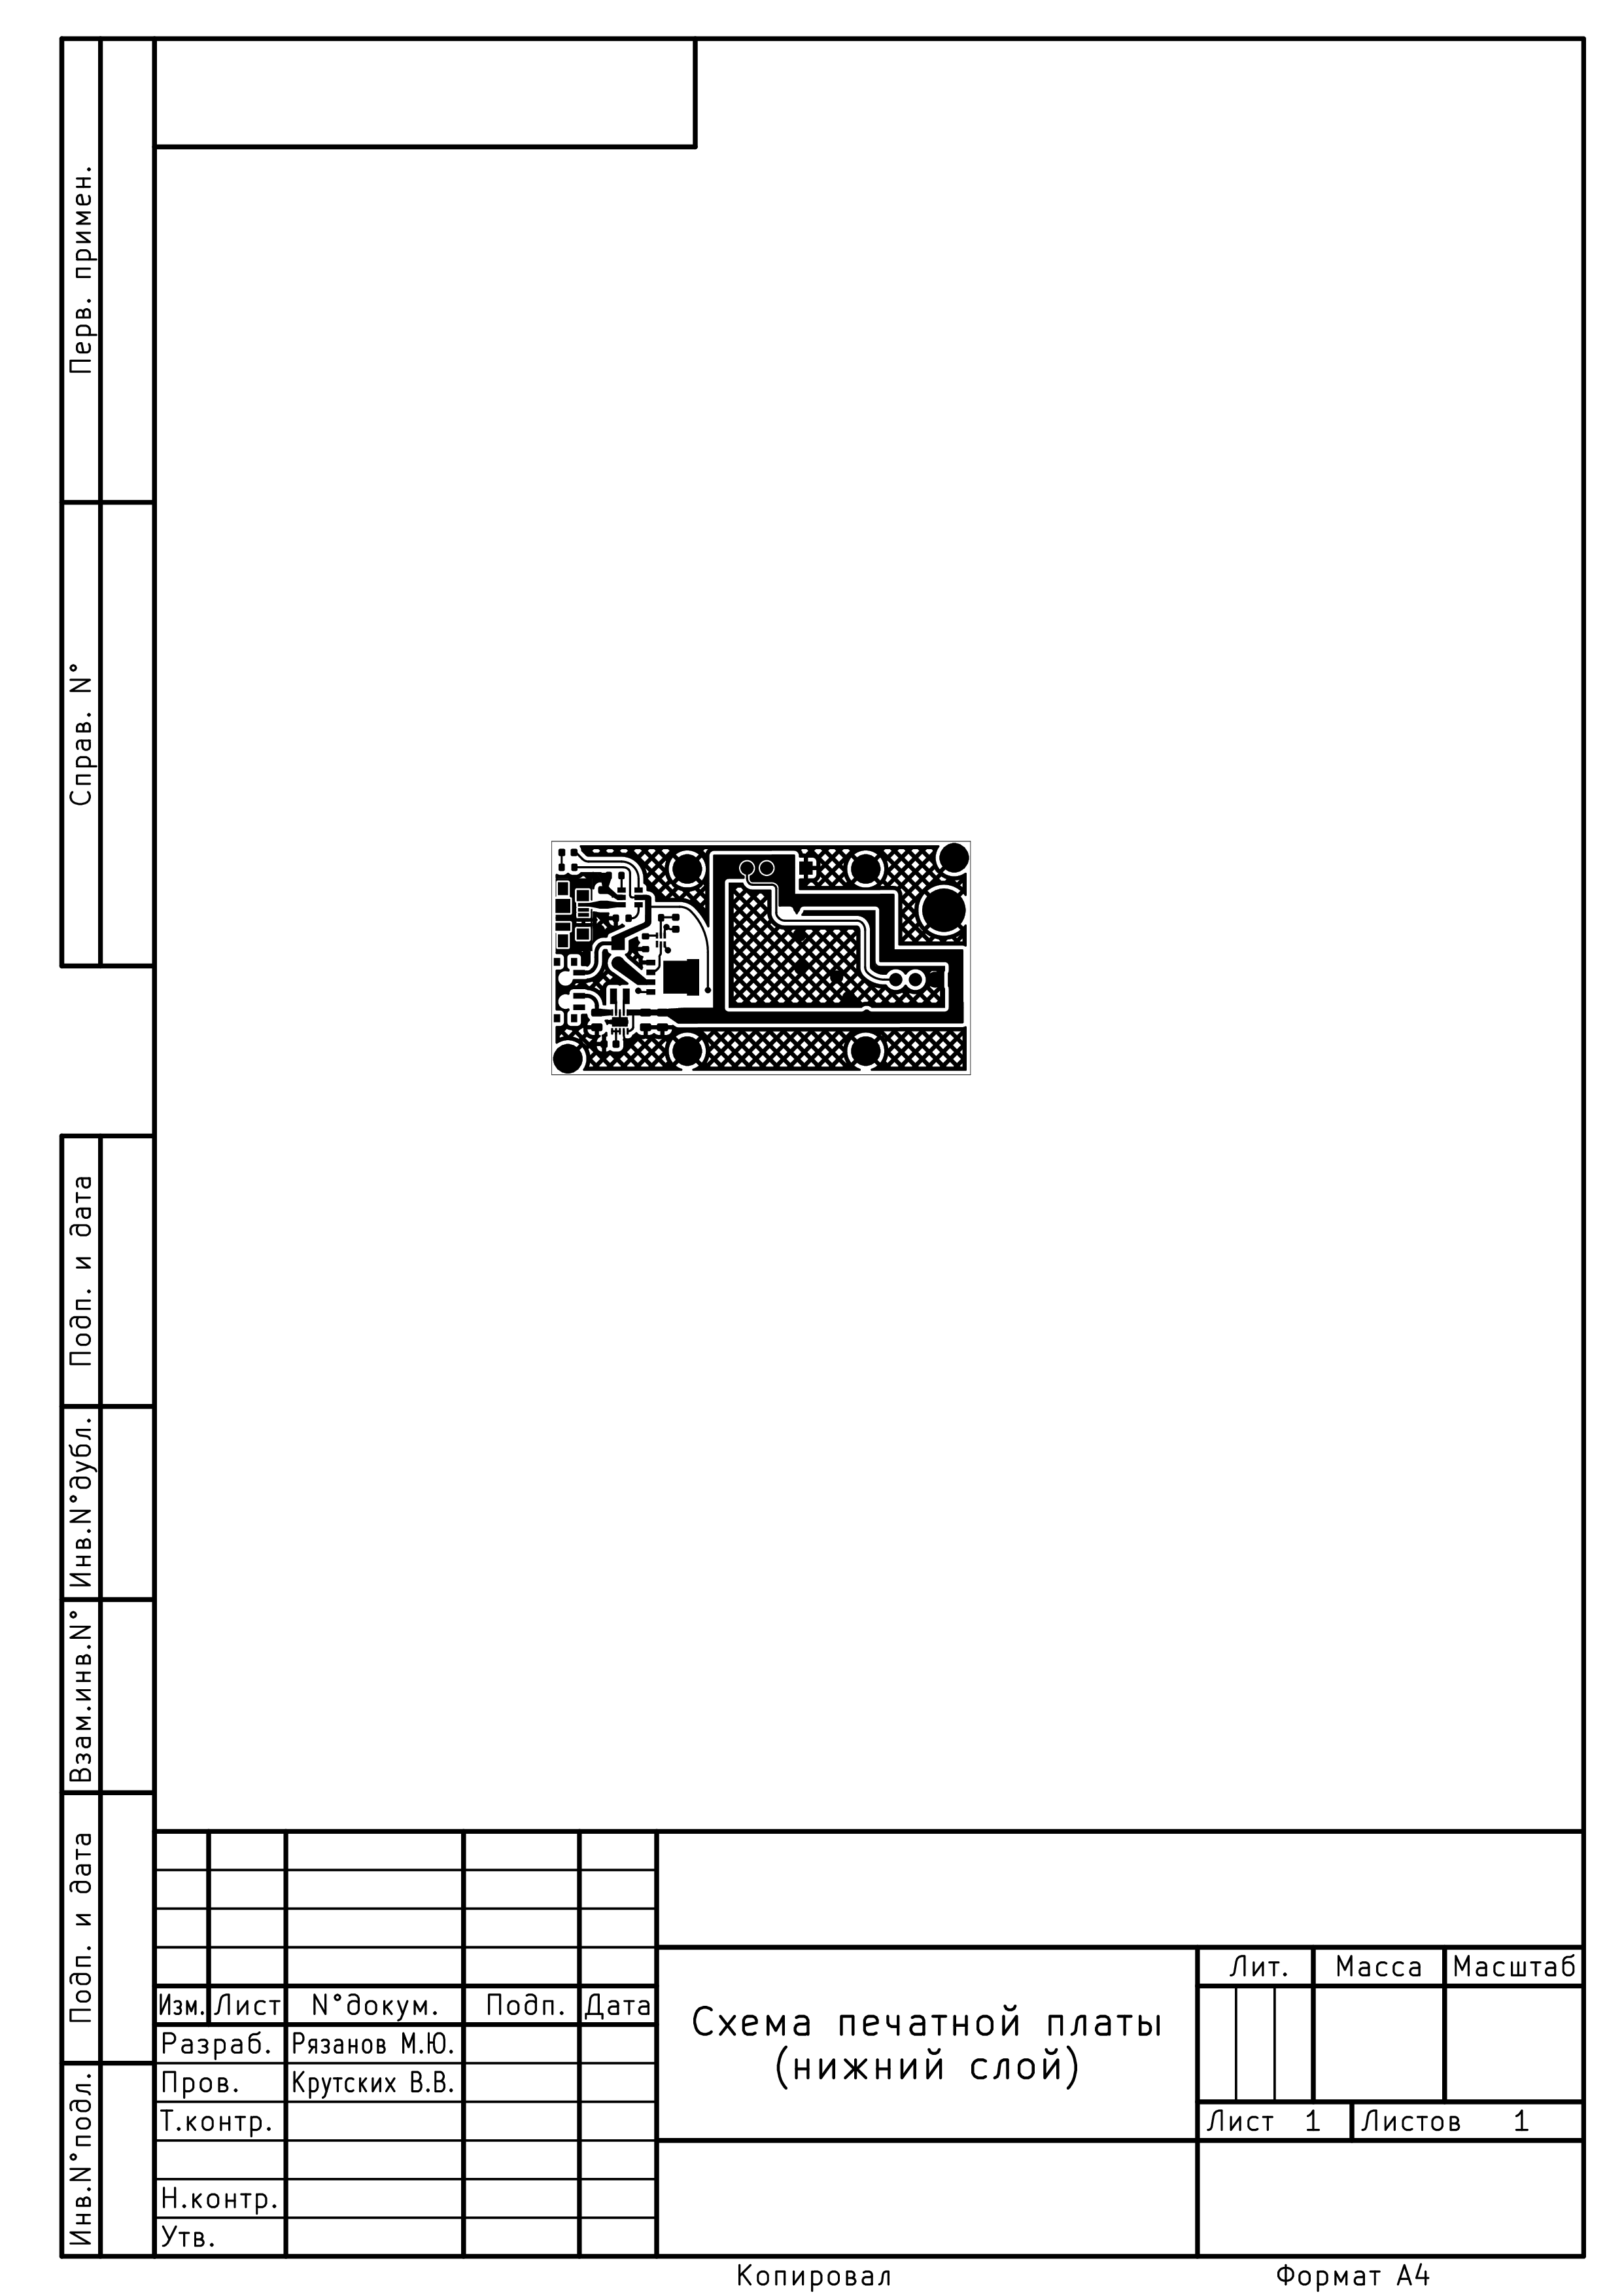 Перв. примен.
Справ. N°
Подп. и дата
Инв.N°дубл.
Взам.инв.N°
Подп. и дата
Инв.N°подл.
Изм. Лист N°докум. Подп. Дата
Разраб. Рязанов М.Ю.
Пров. Крутских В.В.
Т.контр.
Н.контр.
Утв.
Схема печатной платы
(нижний слой)
Лит. Масса Масштаб
Лист 1 Листов 1
Копировал Формат А4